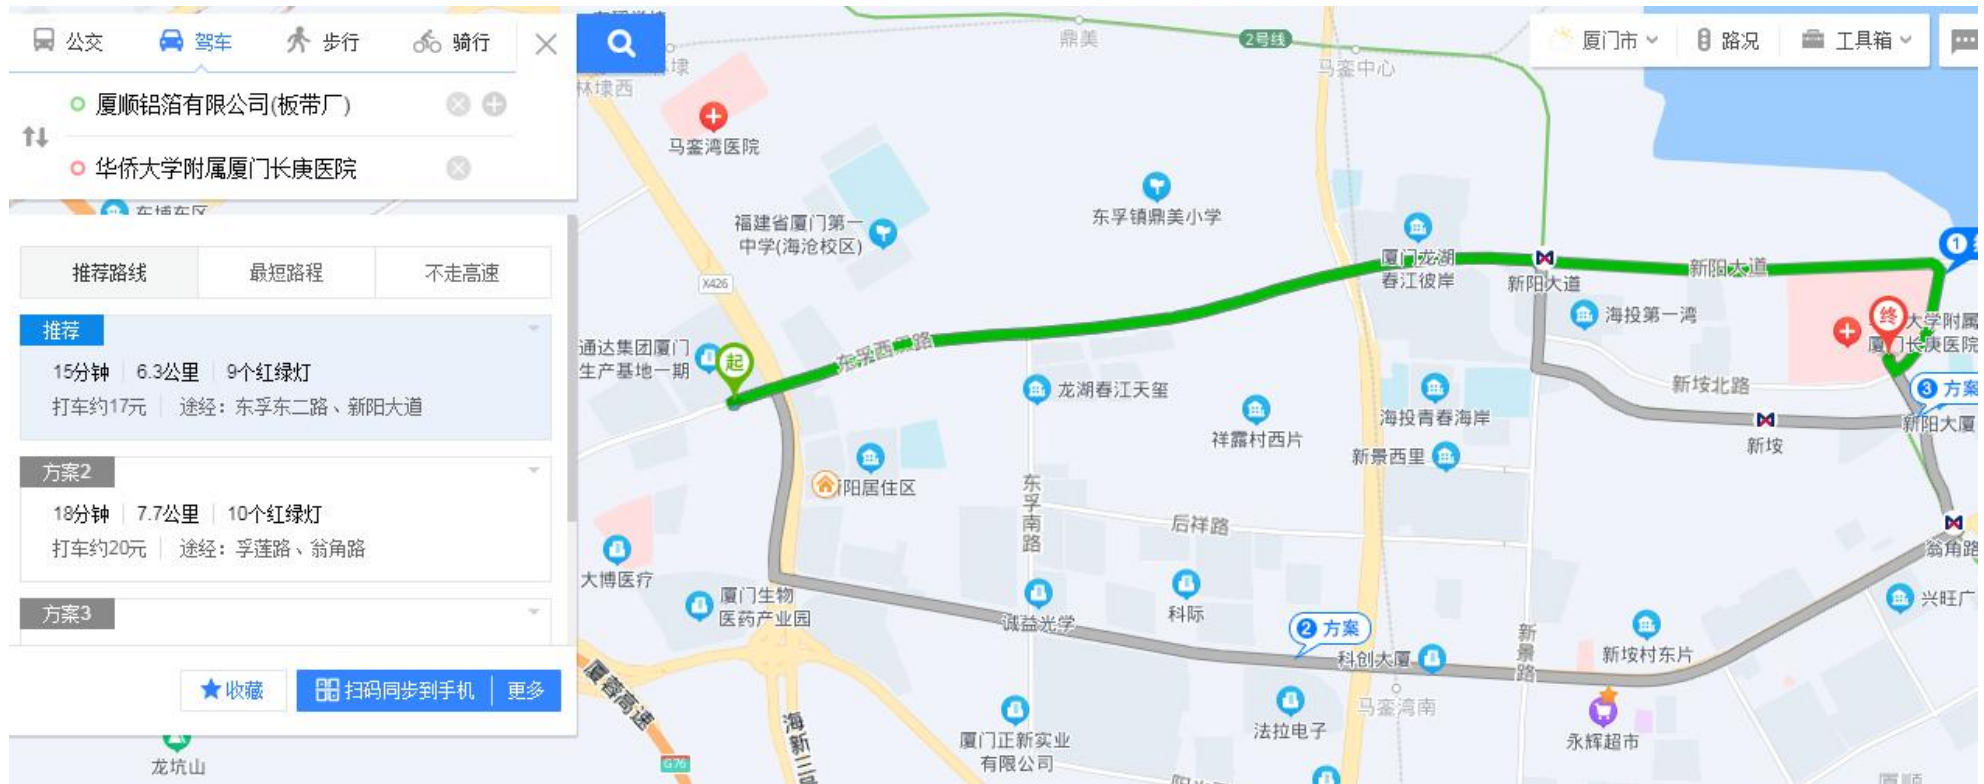 公交
驾车
步行
骑行
厦顺铝箔有限公司(板带厂)
华侨大学附属厦门长庚医院
东埔东区
推荐路线
最短路程
不走高速
推荐
15分钟 6.3公里 9个红绿灯
打车约17元 途经：东孚东二路、新阳大道
方案2
18分钟 7.7公里 10个红绿灯
打车约20元 途经：孚莲路、翁角路
方案3
收藏
扫码同步到手机
更多
龙坑山
厦门市
路况
工具箱
鼎美
2号线
马銮中心
林埭西
马銮湾医院
东孚镇鼎美小学
福建省厦门第一
中学(海沧校区)
X426
厦门龙湖
春江彼岸
新阳大道
新阳大道
1
海投第一湾
终
大学附属
厦门长庚医院
通达集团厦门
生产基地一期
起
龙湖春江天玺
新垵北路
3 方案
海投青春海岸
新阳大厦
祥露村西片
新垵
新景西里
阳居住区
东孚南路
后祥路
翁角路
大博医疗
厦门生物
医药产业园
诚益光学
科际
2 方案
兴旺广
科创大厦
新景路
新垵村东片
厦蓉高速
马銮湾南
法拉电子
永辉超市
厦门正新实业
有限公司
G76